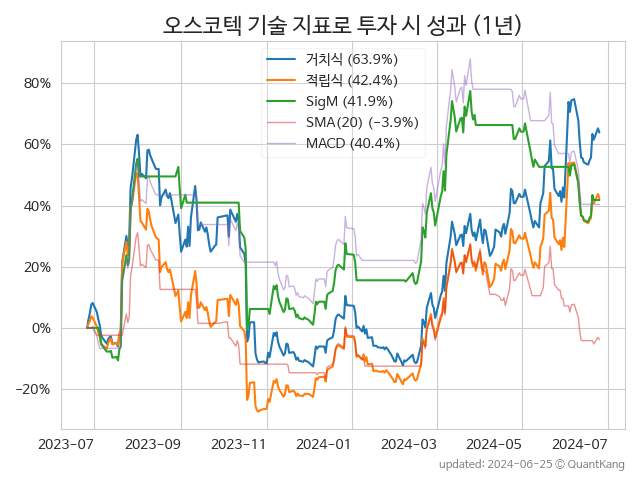 오스코텍 기술 지표로 투자 시 성과 (1년)
거치식 (63.9%)
적립식 (42.4%)
SigM (41.9%)
SMA(20) (−3.9%)
MACD (40.4%)
80%
60%
40%
20%
0%
−20%
2023-07 2023-09 2023-11 2024-01 2024-03 2024-05 2024-07
updated: 2024-06-25 ⓒ QuantKang